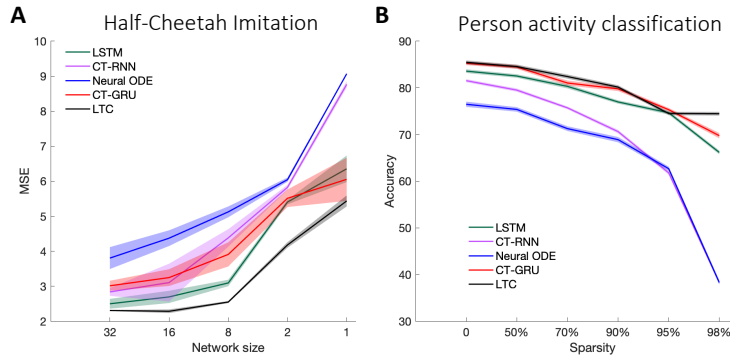 A
Half-Cheetah Imitation
LSTM
CT-RNN
Neural ODE
CT-GRU
LTC
MSE
10
9
8
7
6
5
4
3
2
32 16 8 2 1
Network size
B
Person activity classification
90
80
70
60
50
40
30
Accuracy
LSTM
CT-RNN
Neural ODE
CT-GRU
LTC
0 50% 70% 90% 95% 98%
Sparsity